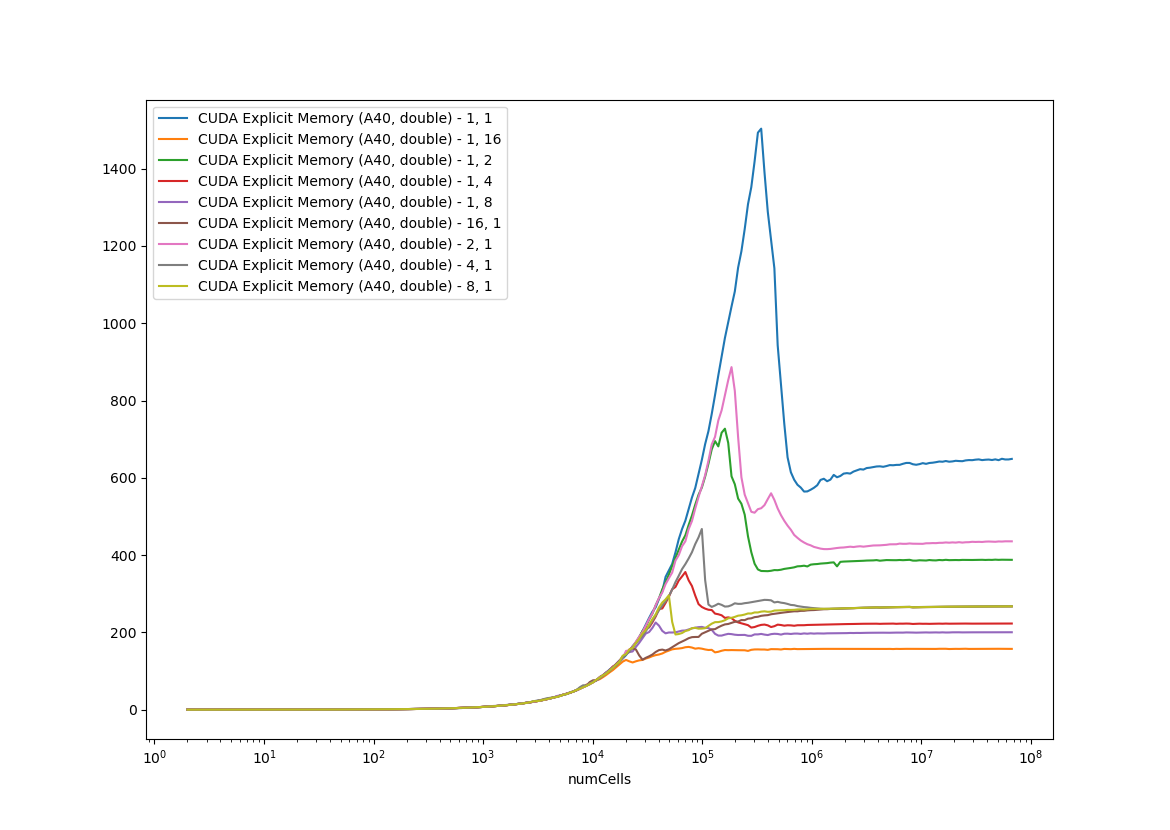 CUDA Explicit Memory (A40, double) - 1, 1
CUDA Explicit Memory (A40, double) - 1, 16
CUDA Explicit Memory (A40, double) - 1, 2
CUDA Explicit Memory (A40, double) - 1, 4
CUDA Explicit Memory (A40, double) - 1, 8
CUDA Explicit Memory (A40, double) - 16, 1
CUDA Explicit Memory (A40, double) - 2, 1
CUDA Explicit Memory (A40, double) - 4, 1
CUDA Explicit Memory (A40, double) - 8, 1
1400
1200
1000
800
600
400
200
0
10⁰ 10¹ 10² 10³ 10⁴ 10⁵ 10⁶ 10⁷ 10⁸
numCells